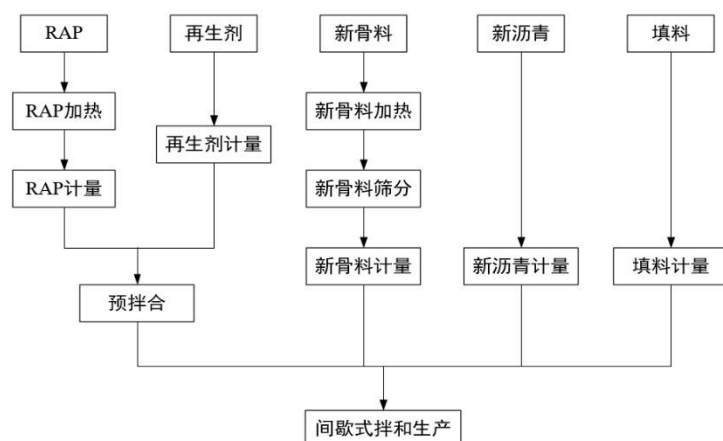 RAP
再生剂
新骨料
新沥青
填料
RAP加热
新骨料加热
再生剂计量
RAP计量
新骨料筛分
新骨料计量
新沥青计量
填料计量
预拌合
间歇式拌和生产